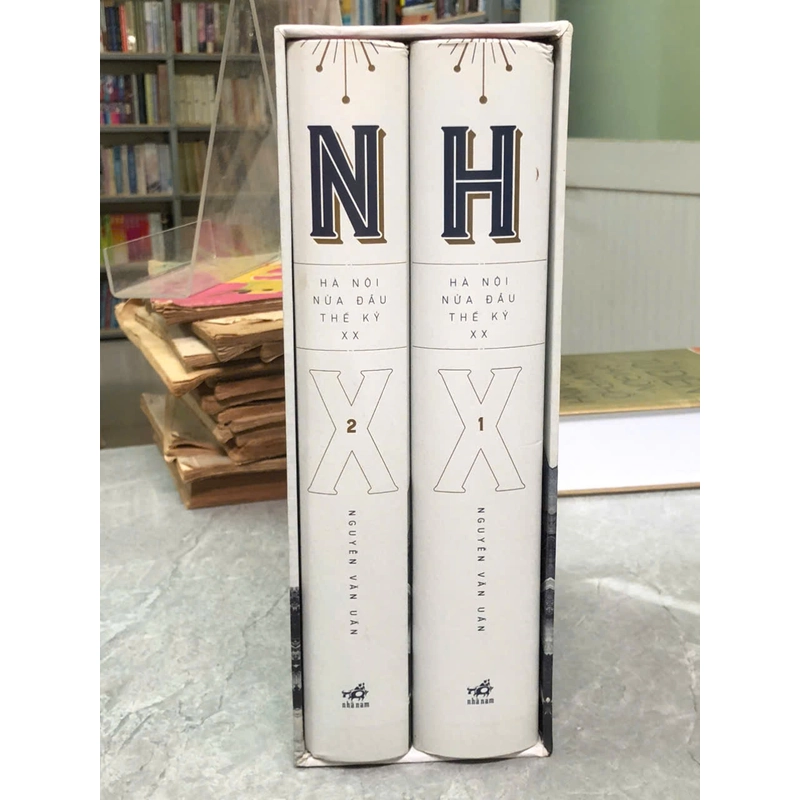 N
HÀ NỘI
NỬA ĐẦU
THẾ KỶ
XX
2
NGUYỄN VĂN UẨN
nhã nam
H
HÀ NỘI
NỬA ĐẦU
THẾ KỶ
XX
1
NGUYỄN VĂN UẨN
nhã nam